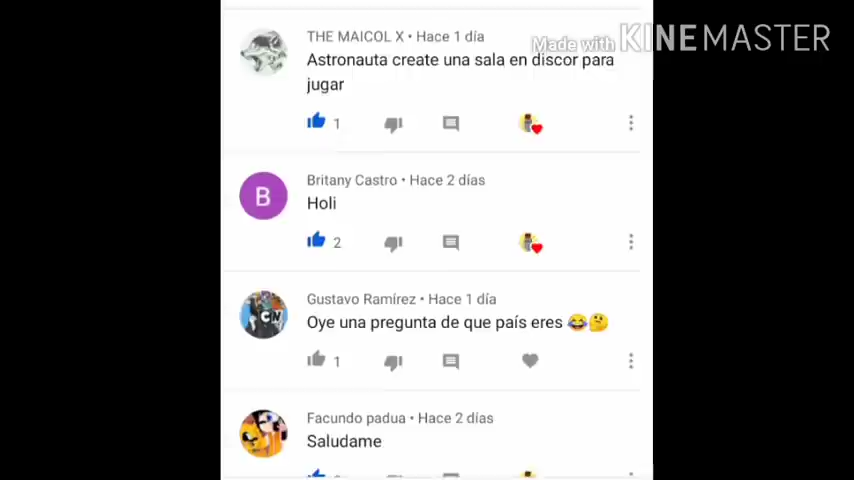 THE MAICOL X • Hace 1 día
Made with KINEMASTER
Astronauta create una sala en discor para
jugar
1
B
Britany Castro • Hace 2 días
Holi
2
CN
Gustavo Ramírez • Hace 1 día
Oye una pregunta de que país eres 😂🤔
1
Facundo padua • Hace 2 días
Saludame